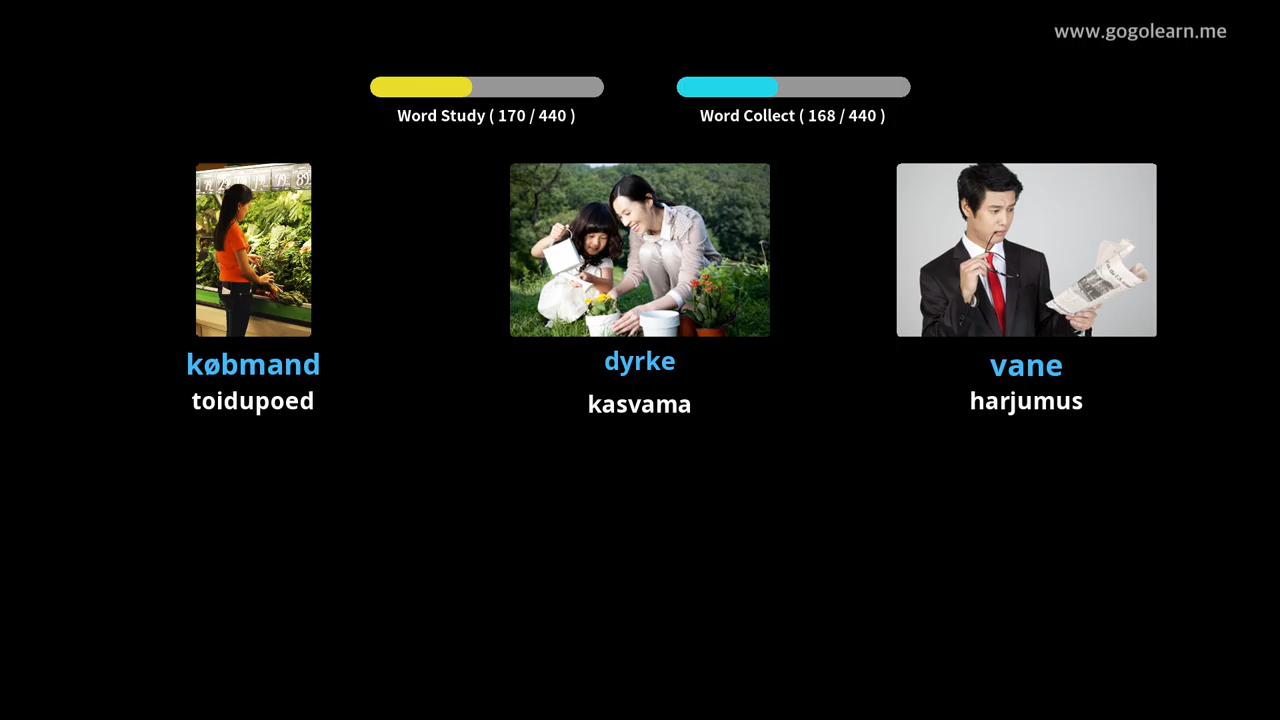 www.gogolearn.me
Word Study ( 170 / 440 )
Word Collect ( 168 / 440 )
købmand
toidupoed
dyrke
kasvama
vane
harjumus